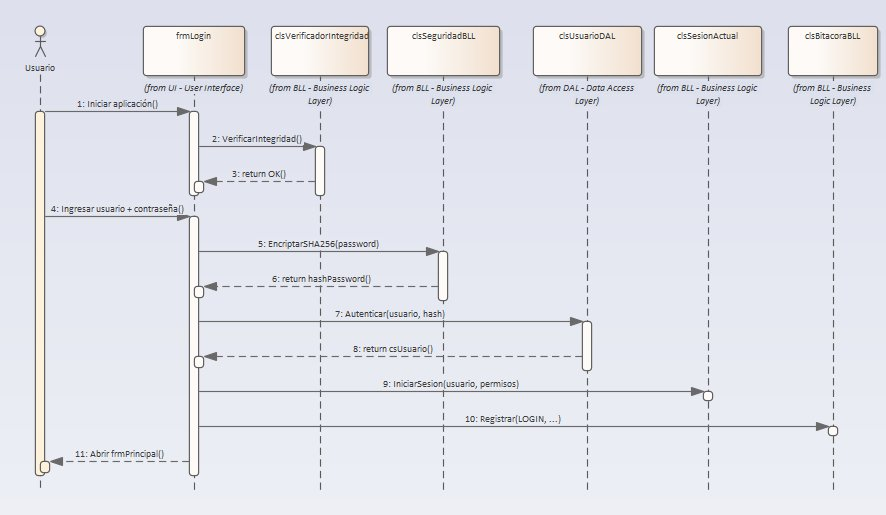 Usuario
frmLogin
(from UI - User Interface)
clsVerificadorIntegridad
(from BLL - Business Logic
Layer)
clsSeguridadBLL
(from BLL - Business Logic
Layer)
clsUsuarioDAL
(from DAL - Data Access
Layer)
clsSesionActual
(from BLL - Business Logic
Layer)
clsBitacoraBLL
(from BLL - Business
Logic Layer)
1: Iniciar aplicación()
2: VerificarIntegridad()
3: return OK()
4: Ingresar usuario + contraseña()
5: EncriptarSHA256(password)
6: return hashPassword()
7: Autenticar(usuario, hash)
8: return csUsuario()
9: IniciarSesion(usuario, permisos)
10: Registrar(LOGIN, ...)
11: Abrir frmPrincipal()